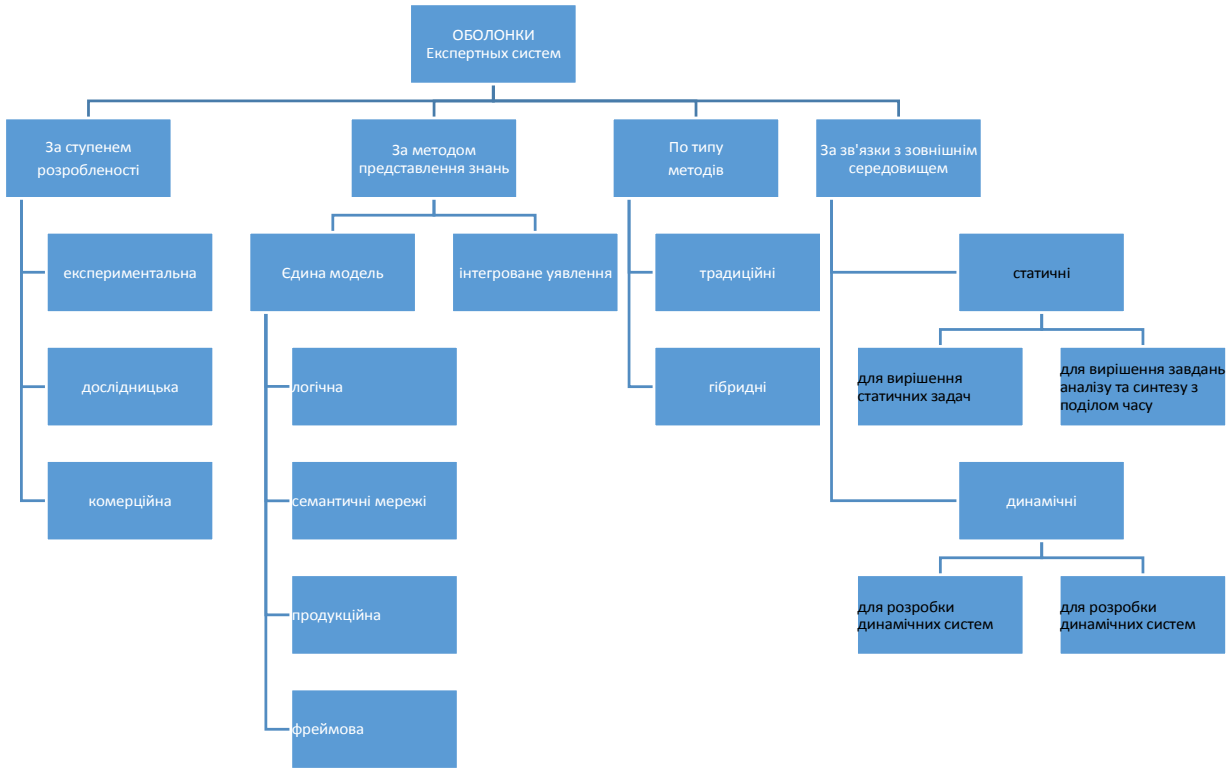 ОБОЛОНКИ
Експертных систем
За ступенем
розробленості
За методом
представлення знань
По типу
методів
За зв'язки з зовнішнім
середовищем
експериментальна
Єдина модель
інтегроване уявлення
традиційні
статичні
дослідницька
логічна
гібридні
для вирішення
статичних задач
для вирішення завдань
аналізу та синтезу з
поділом часу
комерційна
семантичні мережі
динамічні
продукційна
для розробки
динамічних систем
для розробки
динамічних систем
фреймова